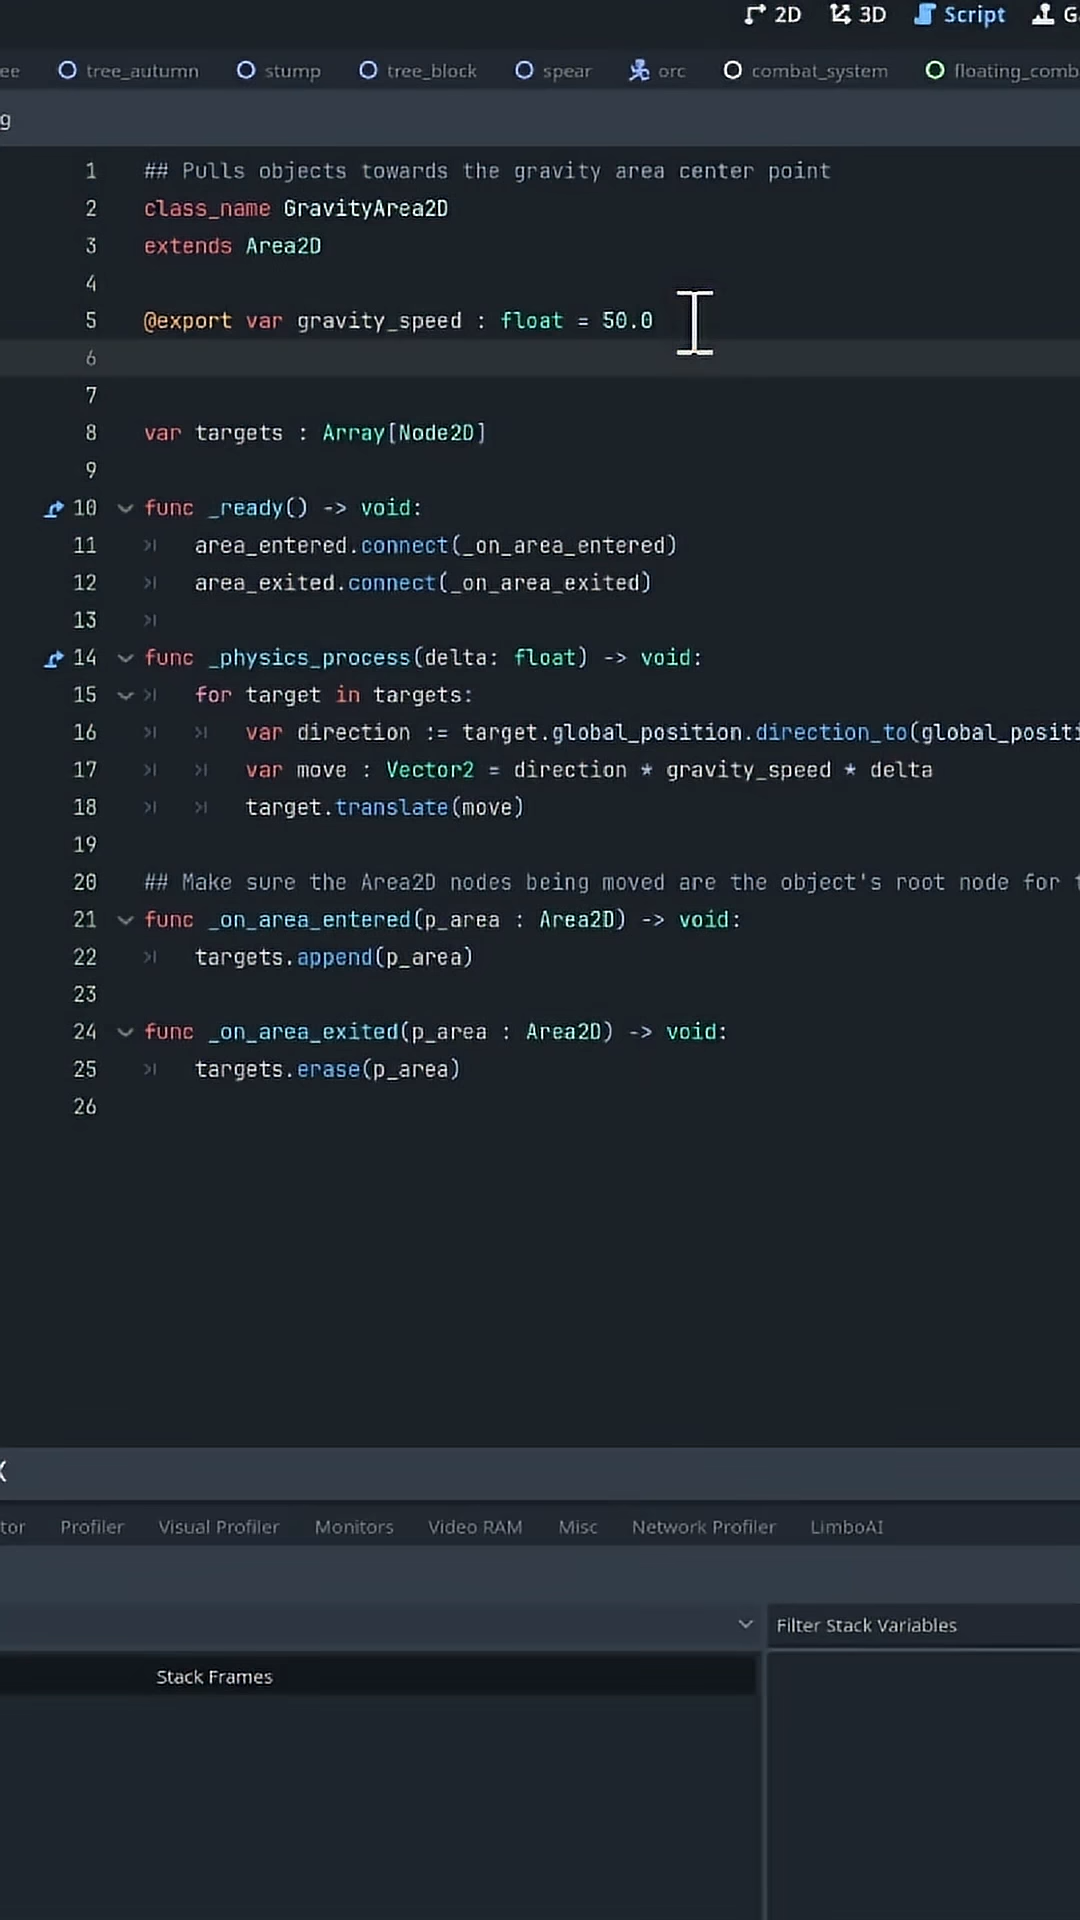 2D 3D Script G
ee tree_autumn stump tree_block spear orc combat_system floating_comb
g
1 ## Pulls objects towards the gravity area center point
2 class_name GravityArea2D
3 extends Area2D
4
5 @export var gravity_speed : float = 50.0
6
7
8 var targets : Array[Node2D]
9
10 func _ready() -> void:
11 area_entered.connect(_on_area_entered)
12 area_exited.connect(_on_area_exited)
13
14 func _physics_process(delta: float) -> void:
15 for target in targets:
16 var direction := target.global_position.direction_to(global_positi
17 var move : Vector2 = direction * gravity_speed * delta
18 target.translate(move)
19
20 ## Make sure the Area2D nodes being moved are the object's root node for t
21 func _on_area_entered(p_area : Area2D) -> void:
22 targets.append(p_area)
23
24 func _on_area_exited(p_area : Area2D) -> void:
25 targets.erase(p_area)
26
tor Profiler Visual Profiler Monitors Video RAM Misc Network Profiler LimboAI
Filter Stack Variables
Stack Frames